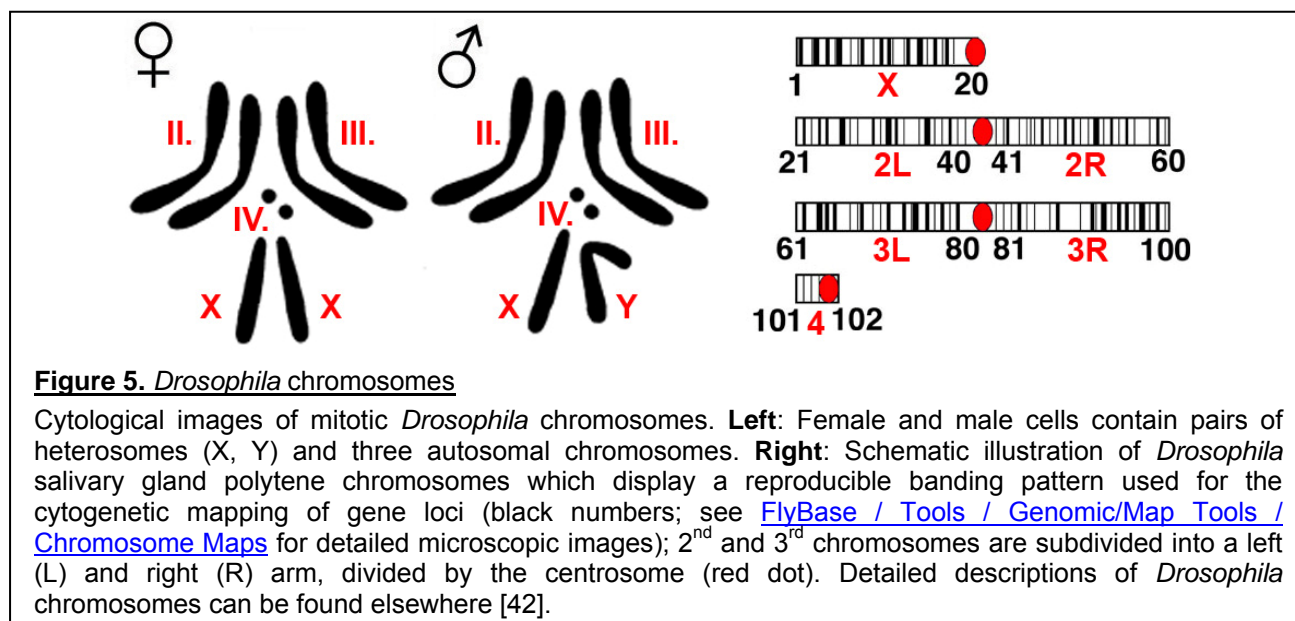 ♀ ♂
II. III. II. III.
IV. IV.
X X X Y
1 X 20
21 2L 40 41 2R 60
61 3L 80 81 3R 100
101 4 102
Figure 5. Drosophila chromosomes
Cytological images of mitotic Drosophila chromosomes. Left: Female and male cells contain pairs of
heterosomes (X, Y) and three autosomal chromosomes. Right: Schematic illustration of Drosophila
salivary gland polytene chromosomes which display a reproducible banding pattern used for the
cytogenetic mapping of gene loci (black numbers; see FlyBase / Tools / Genomic/Map Tools /
Chromosome Maps for detailed microscopic images); 2nd and 3rd chromosomes are subdivided into a left
(L) and right (R) arm, divided by the centrosome (red dot). Detailed descriptions of Drosophila
chromosomes can be found elsewhere [42].